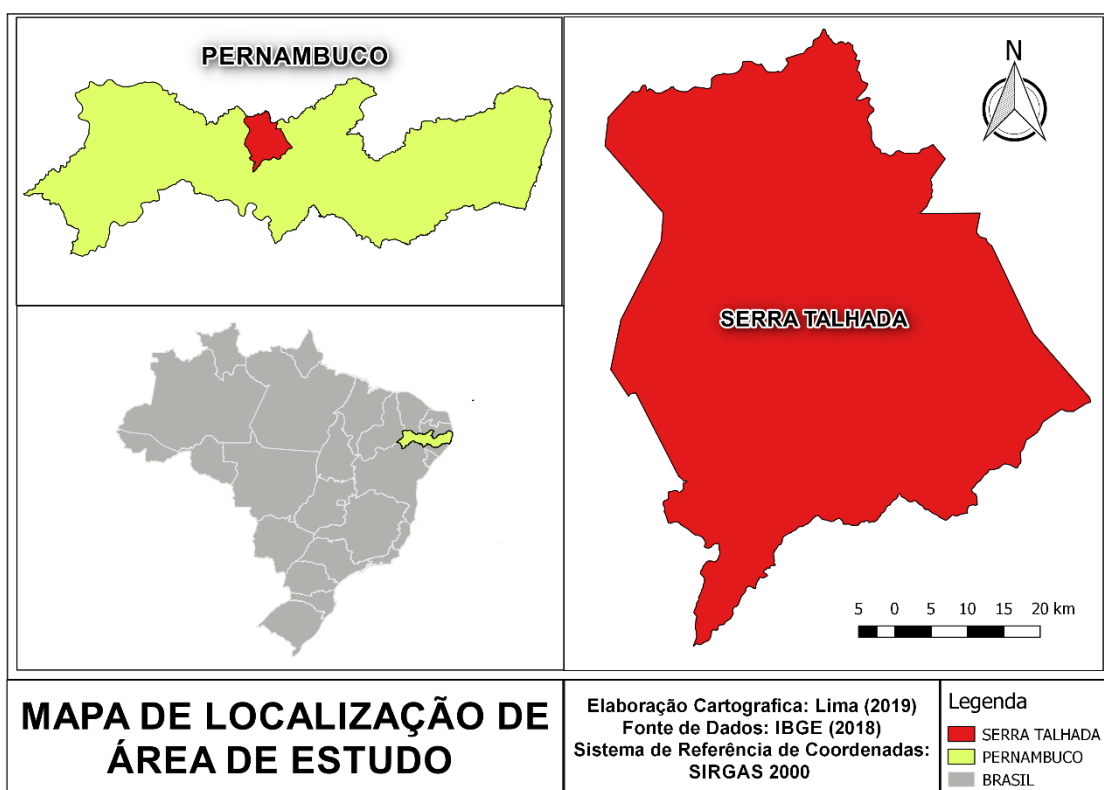 PERNAMBUCO
SERRA TALHADA
N
5 0 5 10 15 20 km
MAPA DE LOCALIZAÇÃO DE
ÁREA DE ESTUDO
Elaboração Cartografica: Lima (2019)
Fonte de Dados: IBGE (2018)
Sistema de Referência de Coordenadas:
SIRGAS 2000
Legenda
SERRA TALHADA
PERNAMBUCO
BRASIL